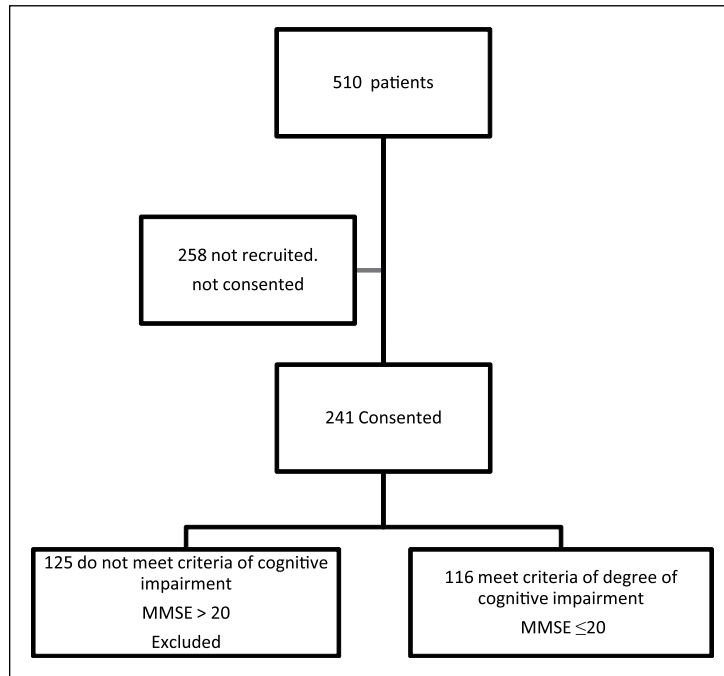 510 patients
258 not recruited.
not consented
241 Consented
125 do not meet criteria of cognitive
impairment
MMSE > 20
Excluded
116 meet criteria of degree of
cognitive impairment
MMSE ≤20